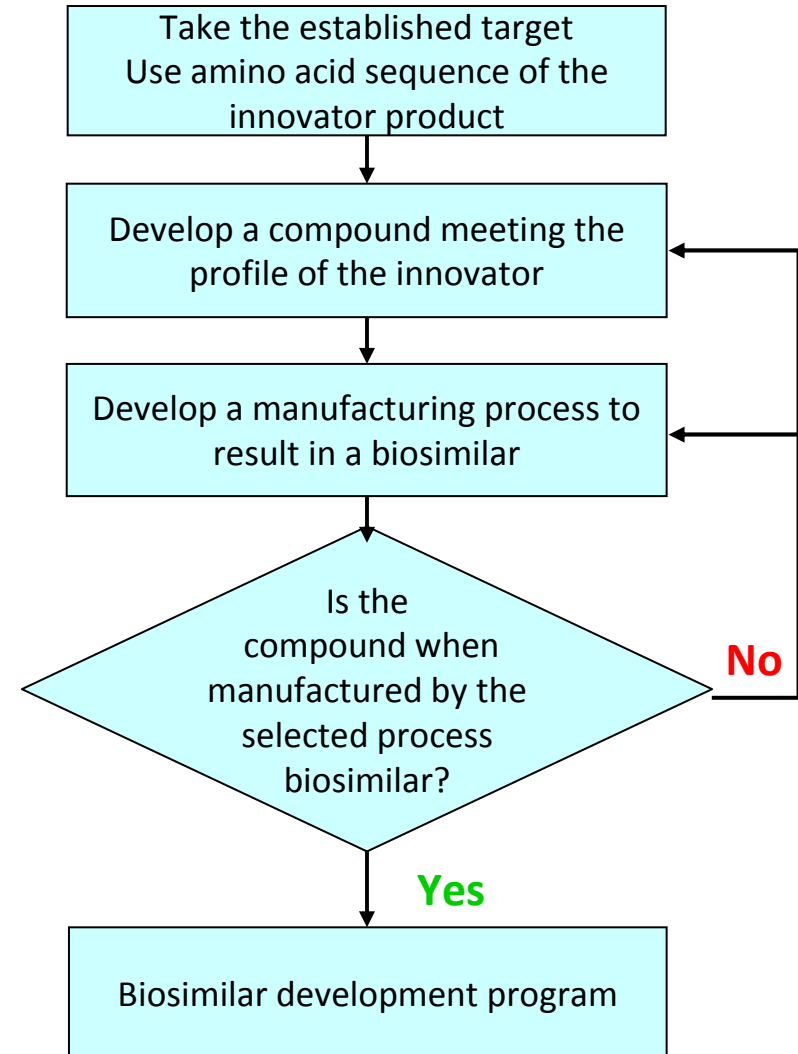 Take the established target
Use amino acid sequence of the
innovator product
Develop a compound meeting the
profile of the innovator
Develop a manufacturing process to
result in a biosimilar
Is the
compound when
manufactured by the
selected process
biosimilar?
No
Yes
Biosimilar development program